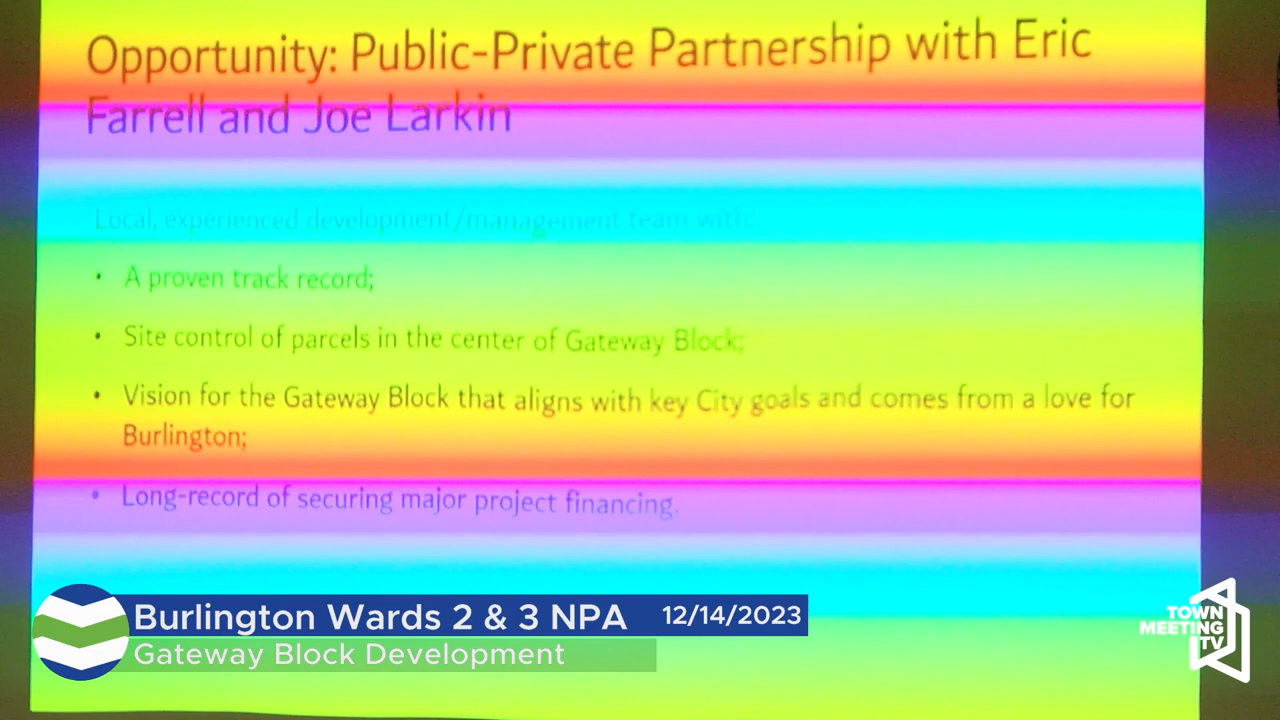 Opportunity: Public-Private Partnership with Eric
Farrell and Joe Larkin
Local, experienced development/management team with:
• A proven track record;
• Site control of parcels in the center of Gateway Block;
• Vision for the Gateway Block that aligns with key City goals and comes from a love for
Burlington;
• Long-record of securing major project financing.
Burlington Wards 2 & 3 NPA 12/14/2023
Gateway Block Development
TOWN
MEETING
TV